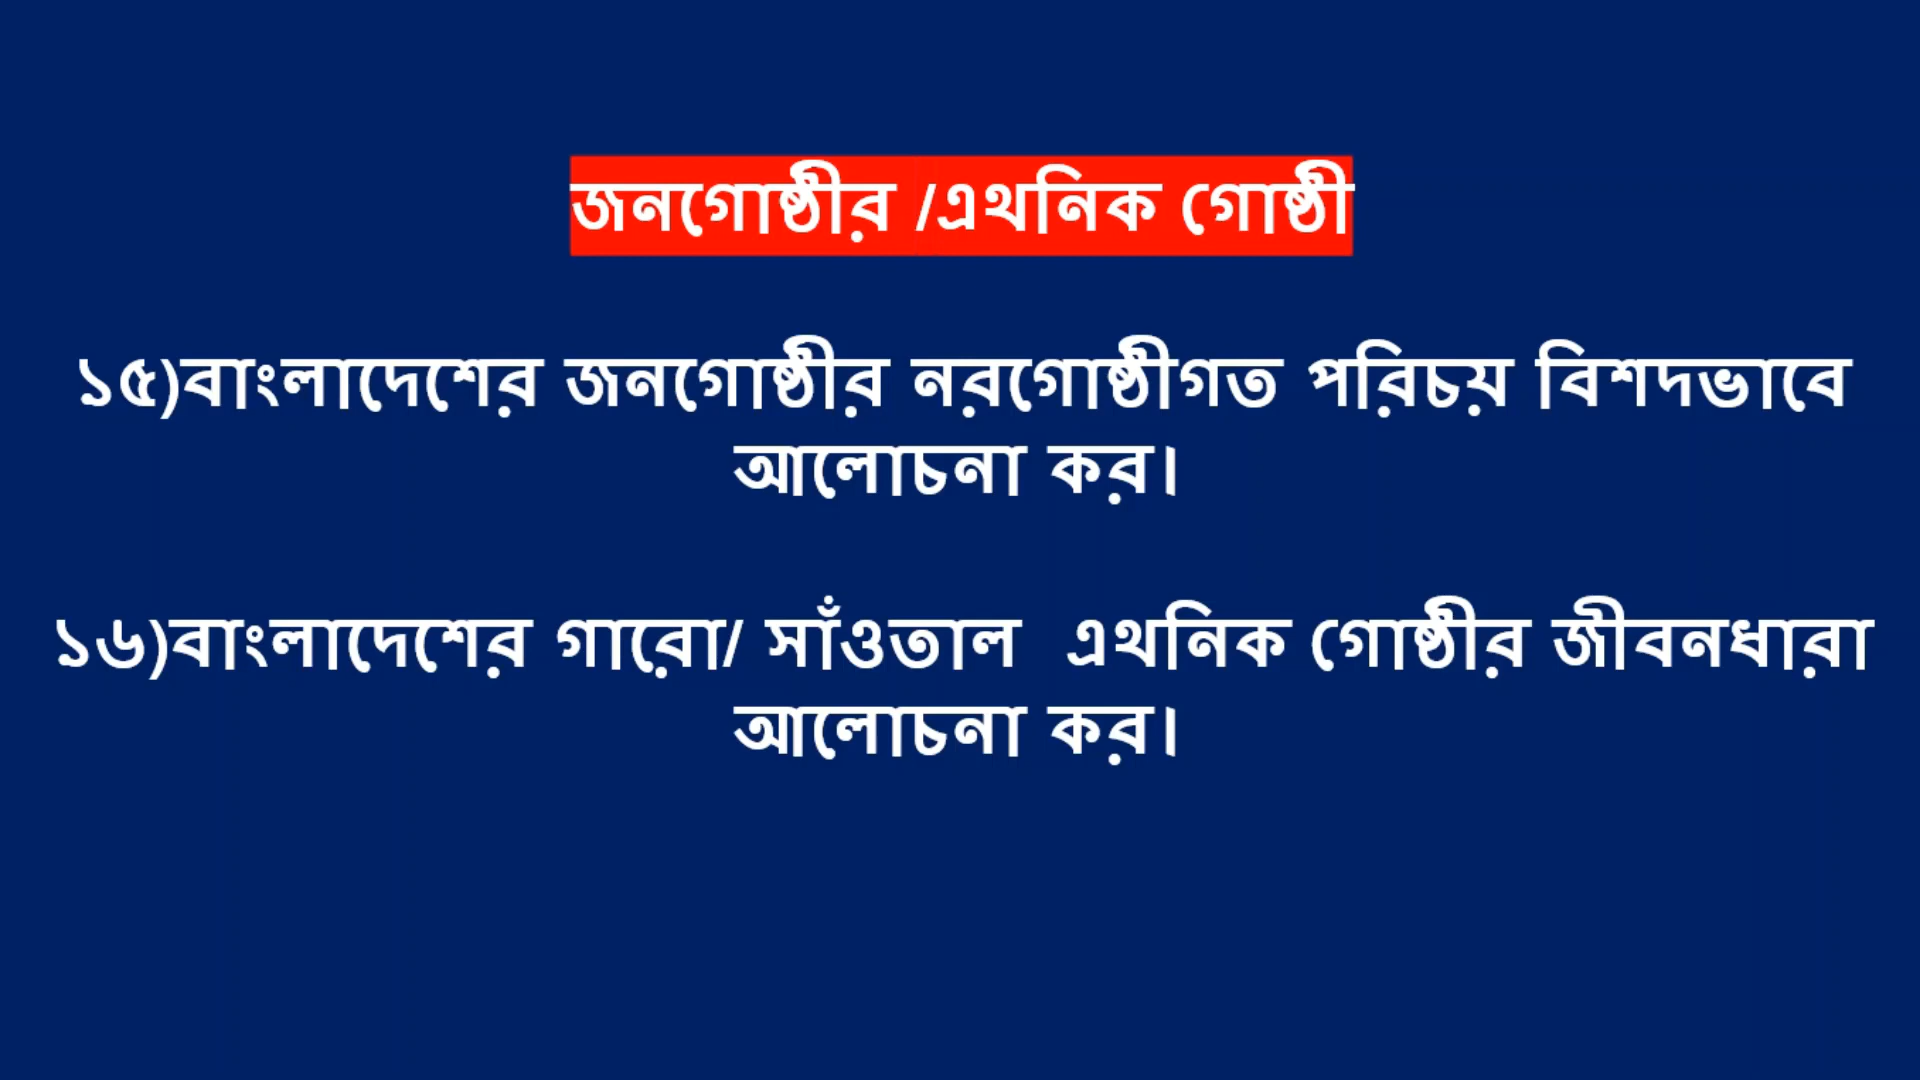 জনগোষ্ঠীর /এথনিক গোষ্ঠী
১৫)বাংলাদেশের জনগোষ্ঠীর নরগোষ্ঠীগত পরিচয় বিশদভাবে
আলোচনা কর।
১৬)বাংলাদেশের গারো/ সাঁওতাল এথনিক গোষ্ঠীর জীবনধারা
আলোচনা কর।